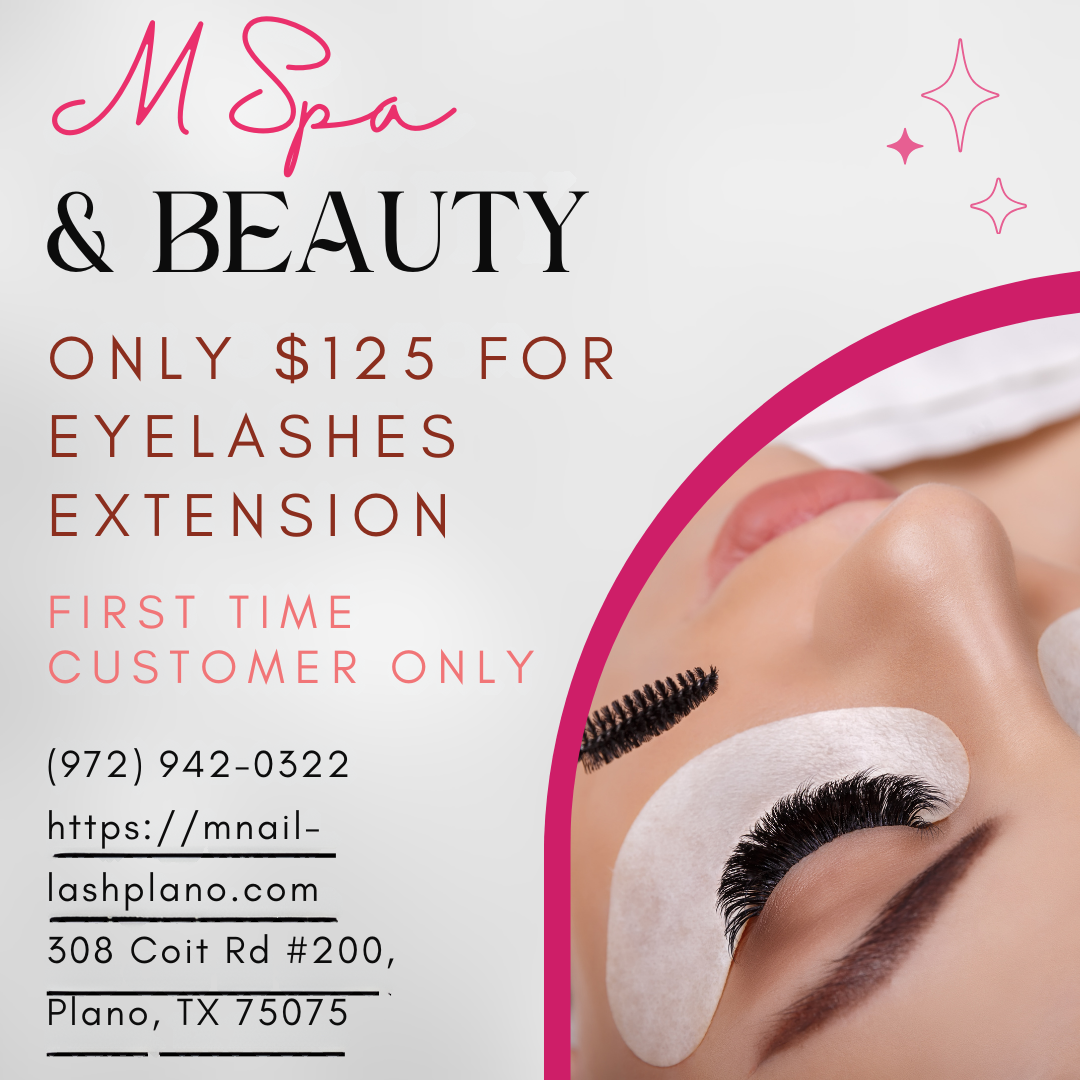 M Spa
& BEAUTY
ONLY $125 FOR
EYELASHES
EXTENSION
FIRST TIME
CUSTOMER ONLY
(972) 942-0322
https://mnail-
lashplano.com
308 Coit Rd #200,
Plano, TX 75075